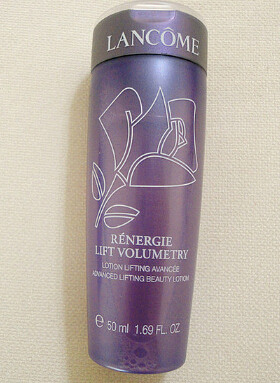 LANCÔME
RÉNERGIE
LIFT VOLUMETRY
LOTION LIFTING AVANCÉE
ADVANCED LIFTING BEAUTY LOTION
℮ 50 ml 1.69 FL. OZ.